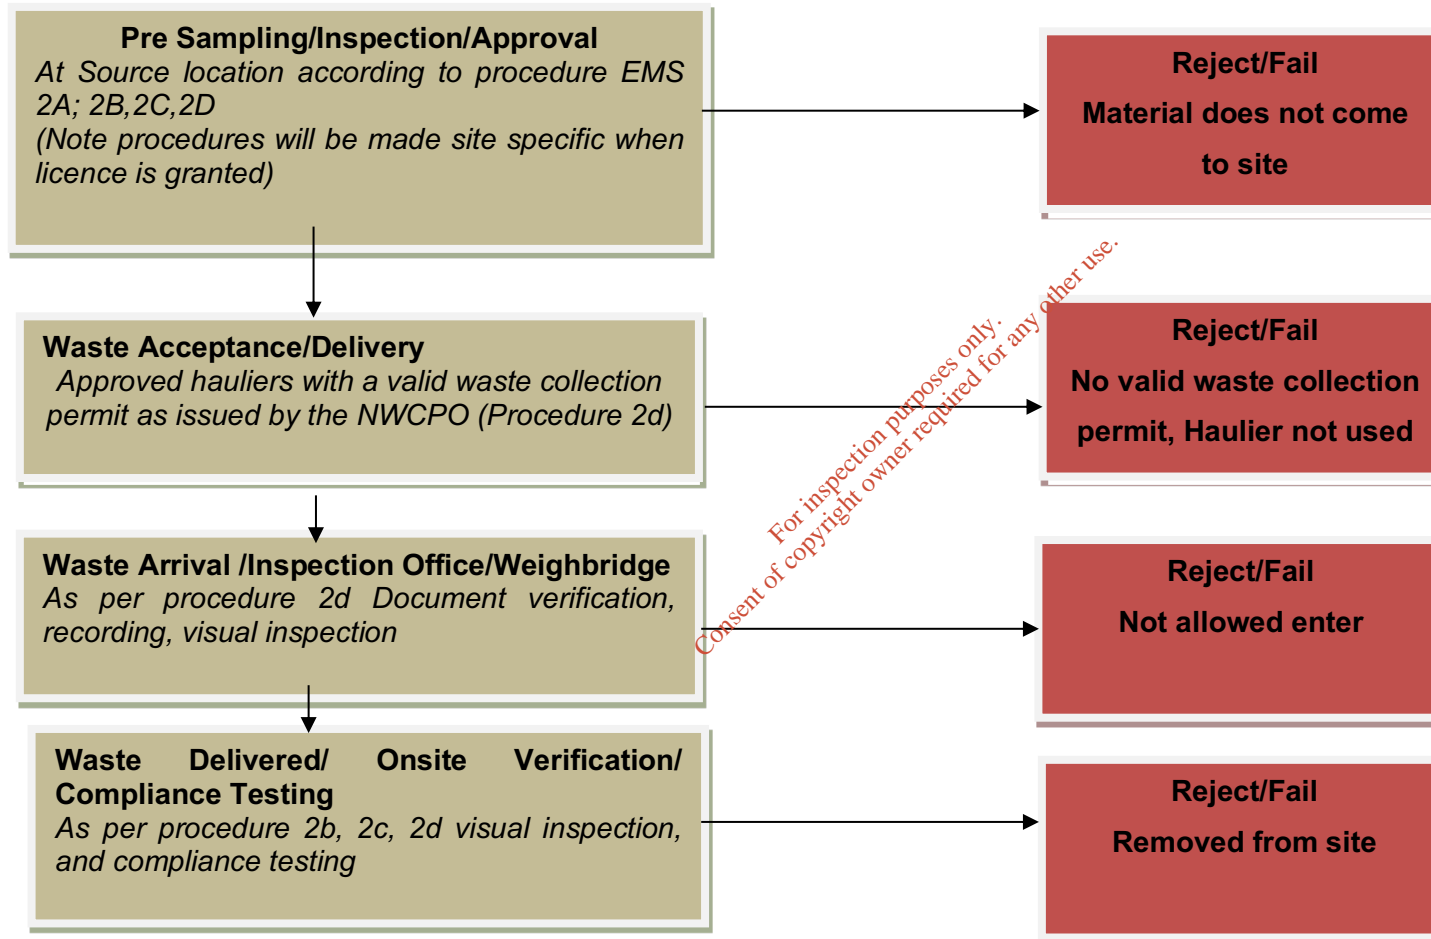 Pre Sampling/Inspection/Approval
At Source location according to procedure EMS
2A; 2B,2C,2D
(Note procedures will be made site specific when
licence is granted)
Reject/Fail
Material does not come
to site
Waste Acceptance/Delivery
Approved hauliers with a valid waste collection
permit as issued by the NWCPO (Procedure 2d)
Reject/Fail
No valid waste collection
permit, Haulier not used
Waste Arrival /Inspection Office/Weighbridge
As per procedure 2d Document verification,
recording, visual inspection
Reject/Fail
Not allowed enter
Waste Delivered/ Onsite Verification/
Compliance Testing
As per procedure 2b, 2c, 2d visual inspection,
and compliance testing
Reject/Fail
Removed from site
For inspection purposes only.
Consent of copyright owner required for any other use.